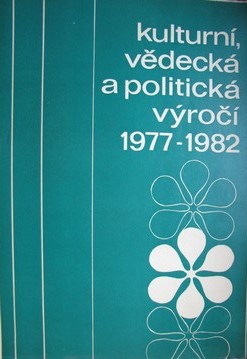 kulturní,
vědecká
a politická
výročí
1977-1982